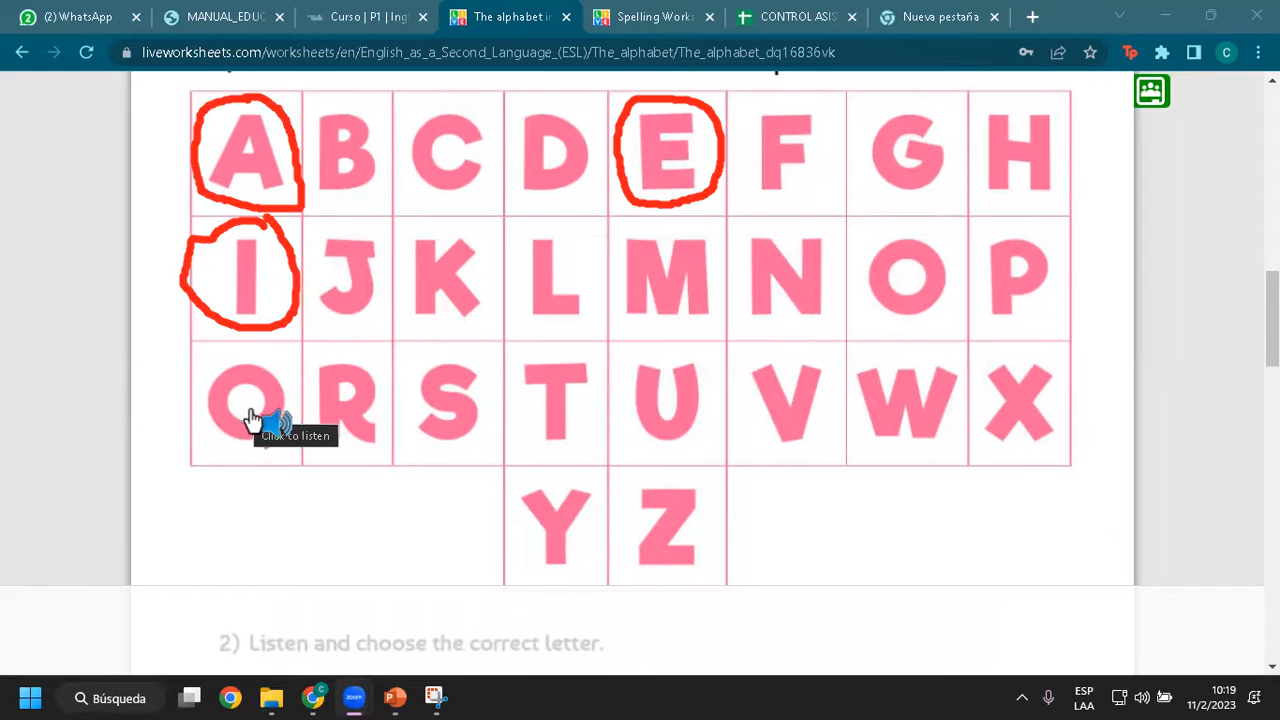 (2) WhatsApp
MANUAL_EDUC
Curso | P1 | Ingl
The alphabet in
Spelling Works
CONTROL ASIS
Nueva pestaña
liveworksheets.com/worksheets/en/English_as_a_Second_Language_(ESL)/The_alphabet/The_alphabet_dq16836vk
A B C D E F G H
I J K L M N O P
Q R S T U V W X
Click to listen
Y Z
2) Listen and choose the correct letter.
Búsqueda
ESP
LAA
10:19
11/2/2023